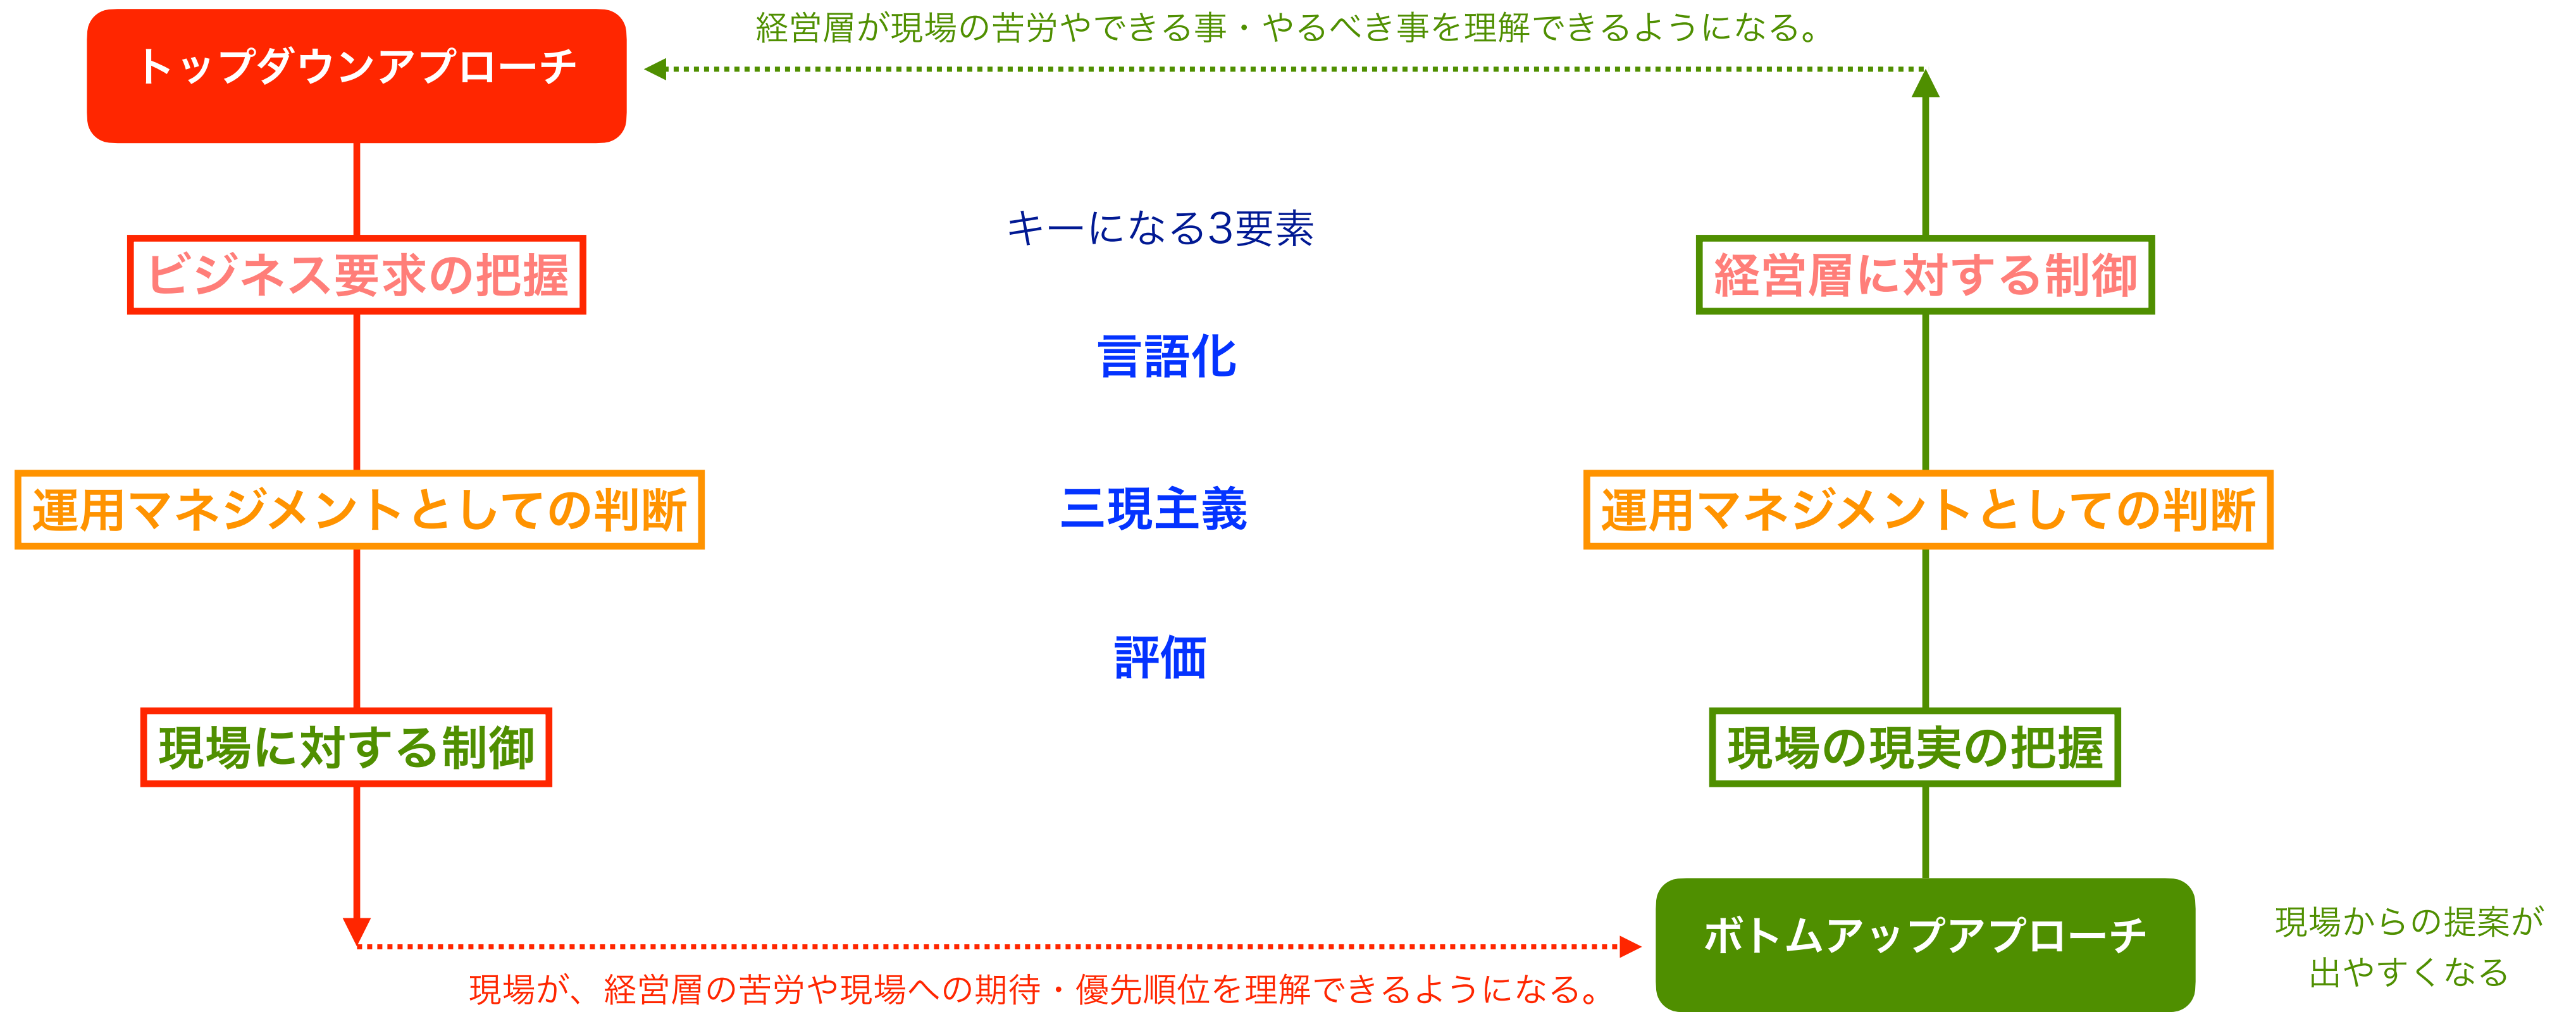 経営層が現場の苦労やできる事・やるべき事を理解できるようになる。
トップダウンアプローチ
キーになる3要素
ビジネス要求の把握
経営層に対する制御
言語化
運用マネジメントとしての判断
三現主義
運用マネジメントとしての判断
評価
現場に対する制御
現場の現実の把握
ボトムアップアプローチ
現場からの提案が
出やすくなる
現場が、経営層の苦労や現場への期待・優先順位を理解できるようになる。